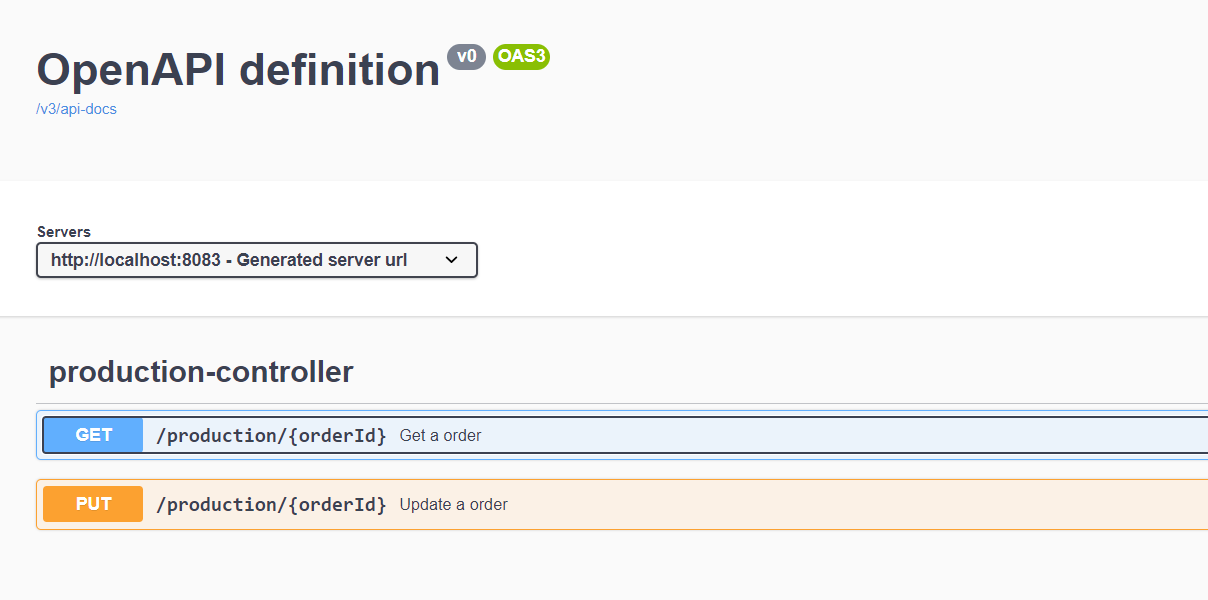 OpenAPI definition v0 OAS3
/v3/api-docs
Servers
http://localhost:8083 - Generated server url
production-controller
GET /production/{orderId} Get a order
PUT /production/{orderId} Update a order